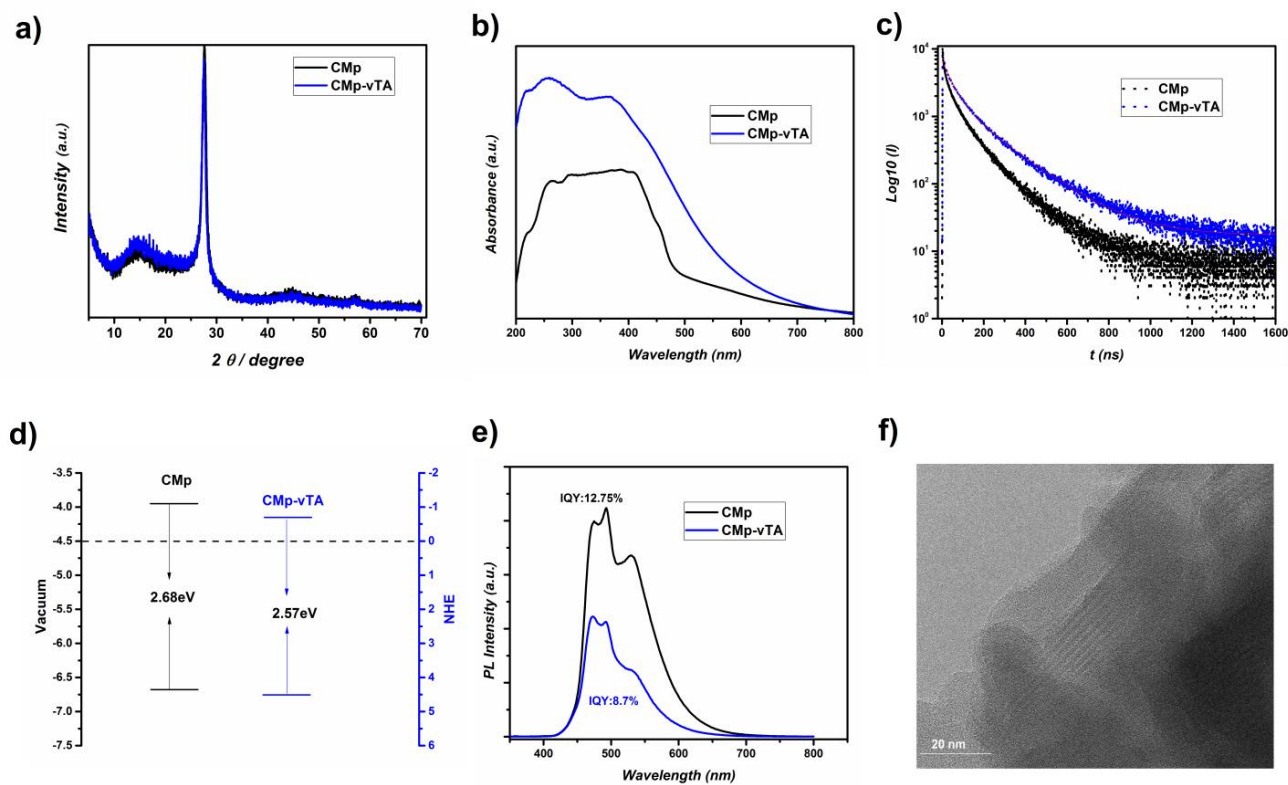 a)
Intensity (a.u.)
CMp
CMp-vTA
10 20 30 40 50 60 70
2 θ / degree
b)
Absorbance (a.u.)
CMp
CMp-vTA
200 300 400 500 600 700 800
Wavelength (nm)
c)
Log10 (I)
10⁴
10³
10²
10¹
10⁰
CMp
CMp-vTA
0 200 400 600 800 1000 1200 1400 1600
t (ns)
d)
Vacuum
-3.5
-4.0
-4.5
-5.0
-5.5
-6.0
-6.5
-7.0
-7.5
CMp
CMp-vTA
2.68eV
2.57eV
-2
-1
0
1
2
3
4
5
6
NHE
e)
PL Intensity (a.u.)
IQY:12.75%
CMp
CMp-vTA
IQY:8.7%
400 500 600 700 800
Wavelength (nm)
f)
20 nm